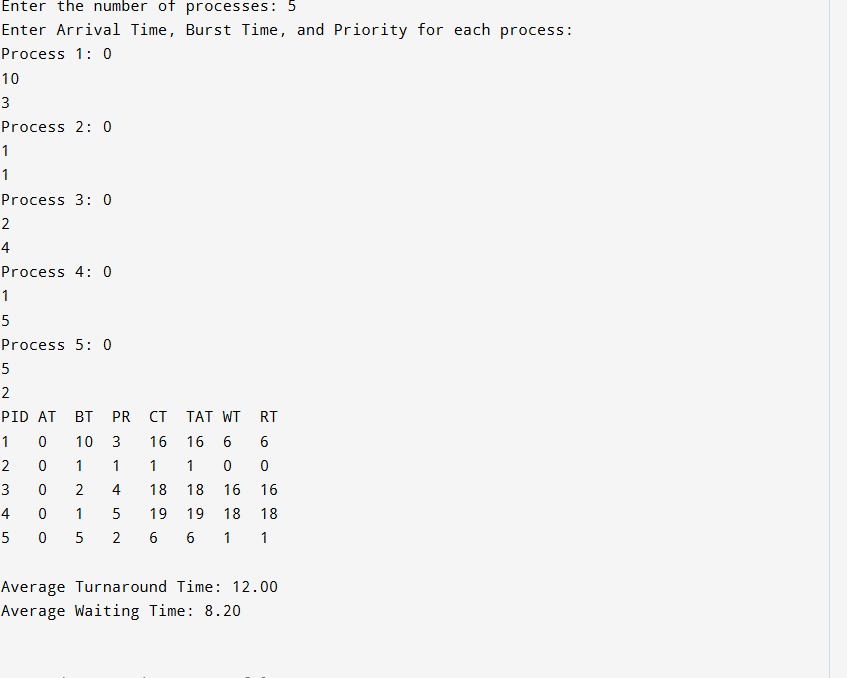 Enter the number of processes: 5
Enter Arrival Time, Burst Time, and Priority for each process:
Process 1: 0
10
3
Process 2: 0
1
1
Process 3: 0
2
4
Process 4: 0
1
5
Process 5: 0
5
2
PID AT BT PR CT TAT WT RT
1 0 10 3 16 16 6 6
2 0 1 1 1 1 0 0
3 0 2 4 18 18 16 16
4 0 1 5 19 19 18 18
5 0 5 2 6 6 1 1
Average Turnaround Time: 12.00
Average Waiting Time: 8.20